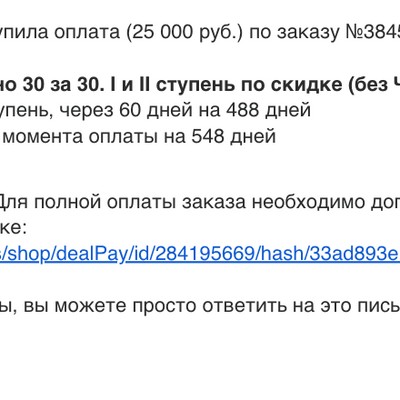 упила оплата (25 000 руб.) по заказу №3845
но 30 за 30. I и II ступень по скидке (без Ч
упень, через 60 дней на 488 дней
момента оплаты на 548 дней
Для полной оплаты заказа необходимо доп
ке:
s/shop/dealPay/id/284195669/hash/33ad893e
ы, вы можете просто ответить на это пись